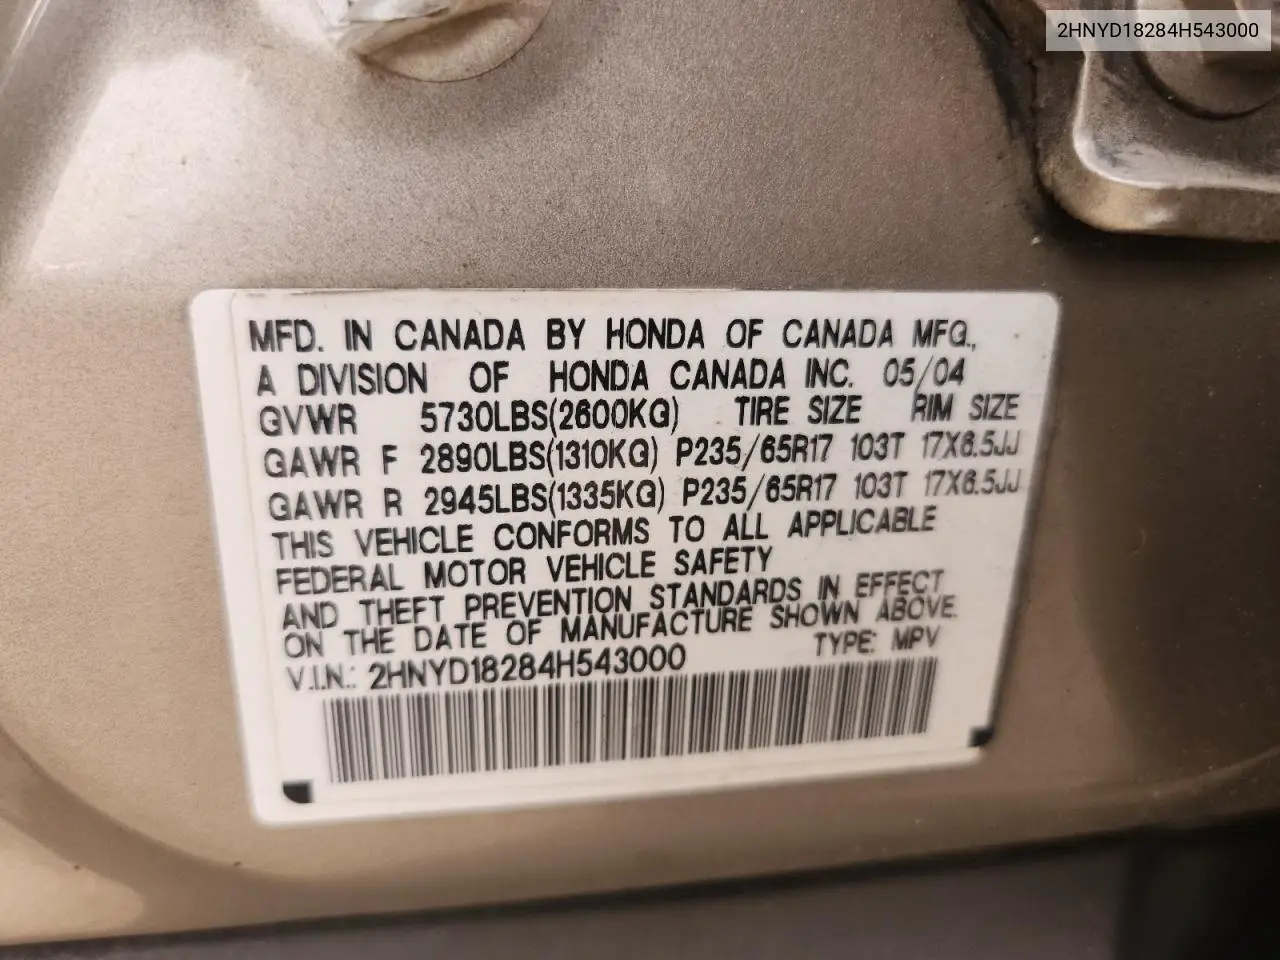 2HNYD18284H543000
MFD. IN CANADA BY HONDA OF CANADA MFG.,
A DIVISION OF HONDA CANADA INC. 05/04
GVWR 5730LBS(2600KG) TIRE SIZE RIM SIZE
GAWR F 2890LBS(1310KG) P235/65R17 103T 17X6.5JJ
GAWR R 2945LBS(1335KG) P235/65R17 103T 17X6.5JJ
THIS VEHICLE CONFORMS TO ALL APPLICABLE
FEDERAL MOTOR VEHICLE SAFETY
AND THEFT PREVENTION STANDARDS IN EFFECT
ON THE DATE OF MANUFACTURE SHOWN ABOVE.
V.I.N.: 2HNYD18284H543000 TYPE: MPV